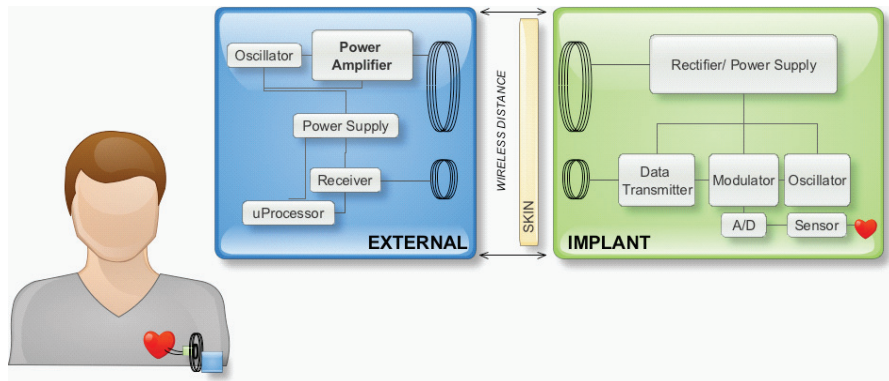 Oscillator
Power
Amplifier
Power Supply
Receiver
uProcessor
EXTERNAL
WIRELESS DISTANCE
SKIN
Rectifier/ Power Supply
Data
Transmitter
Modulator
Oscillator
A/D
Sensor
IMPLANT